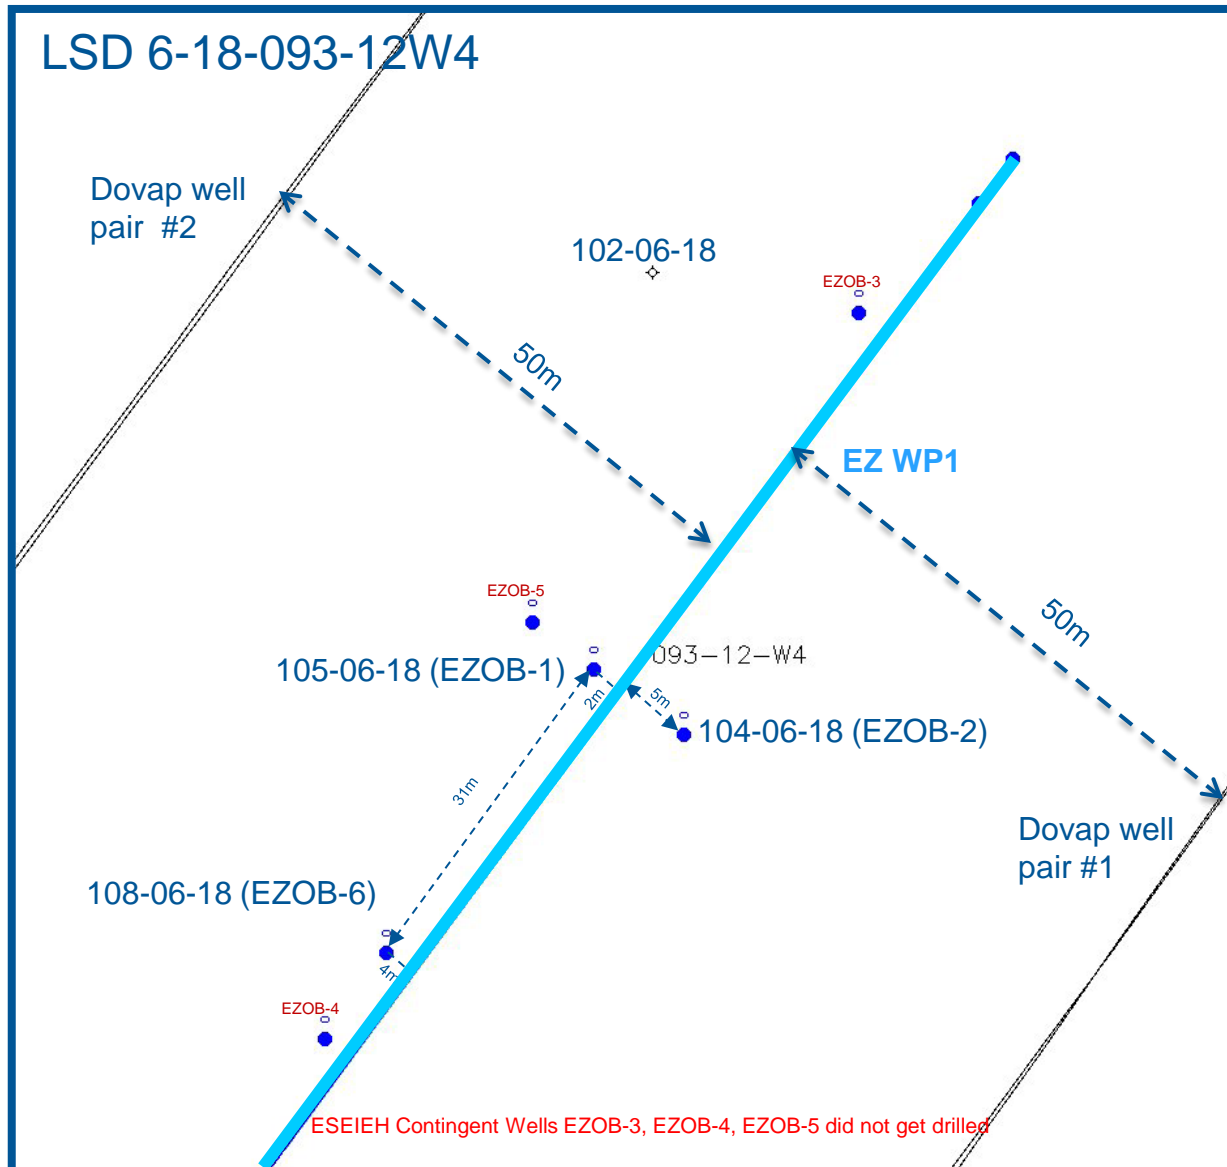 LSD 6-18-093-12W4
Dovap well
pair #2
102-06-18
EZOB-3
50m
EZ WP1
EZOB-5
50m
093-12-W4
105-06-18 (EZOB-1)
2m
5m
104-06-18 (EZOB-2)
31m
Dovap well
pair #1
108-06-18 (EZOB-6)
4m
EZOB-4
ESEIEH Contingent Wells EZOB-3, EZOB-4, EZOB-5 did not get drilled